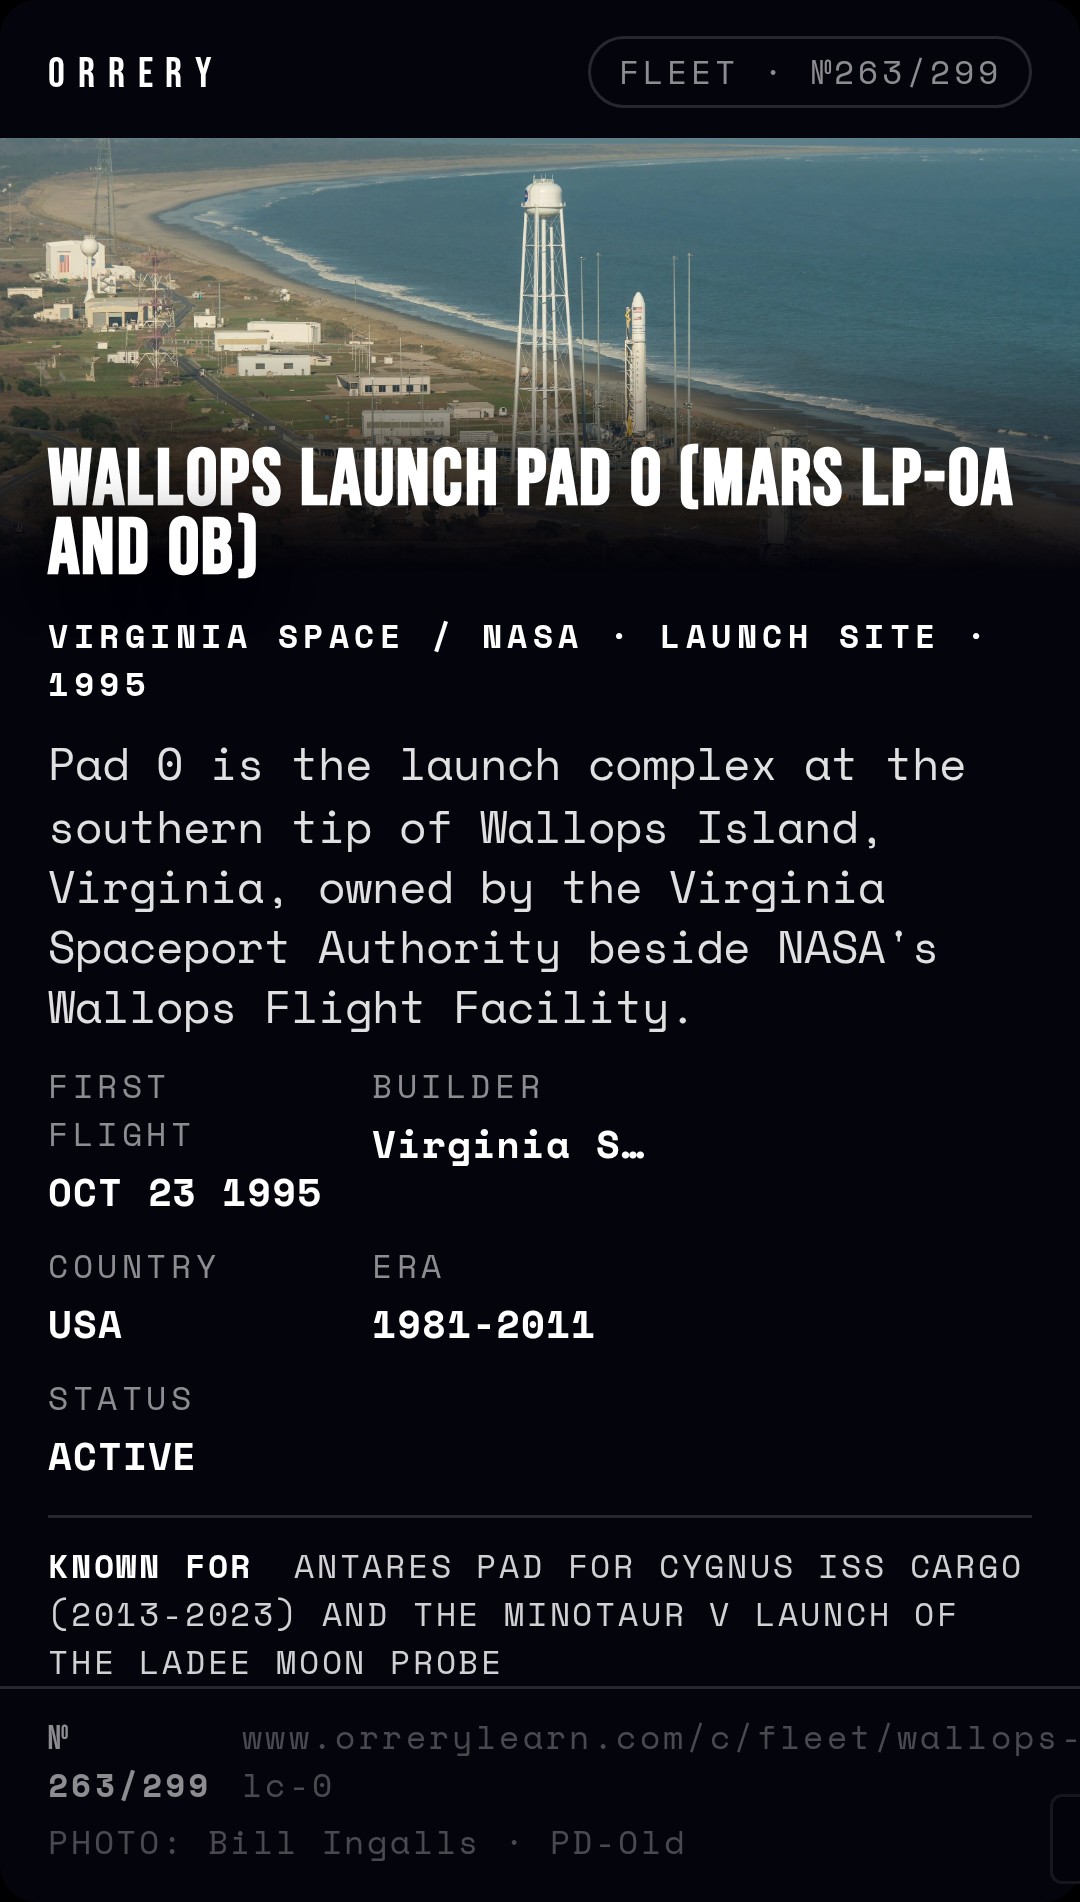 ORRERY
FLEET · №263/299
WALLOPS LAUNCH PAD 0 (MARS LP-0A
AND 0B)
VIRGINIA SPACE / NASA · LAUNCH SITE ·
1995
Pad 0 is the launch complex at the
southern tip of Wallops Island,
Virginia, owned by the Virginia
Spaceport Authority beside NASA's
Wallops Flight Facility.
FIRST
FLIGHT
OCT 23 1995
BUILDER
Virginia S…
COUNTRY
USA
ERA
1981-2011
STATUS
ACTIVE
KNOWN FOR ANTARES PAD FOR CYGNUS ISS CARGO
(2013-2023) AND THE MINOTAUR V LAUNCH OF
THE LADEE MOON PROBE
№
263/299
www.orrerylearn.com/c/fleet/wallops-
lc-0
PHOTO: Bill Ingalls · PD-Old